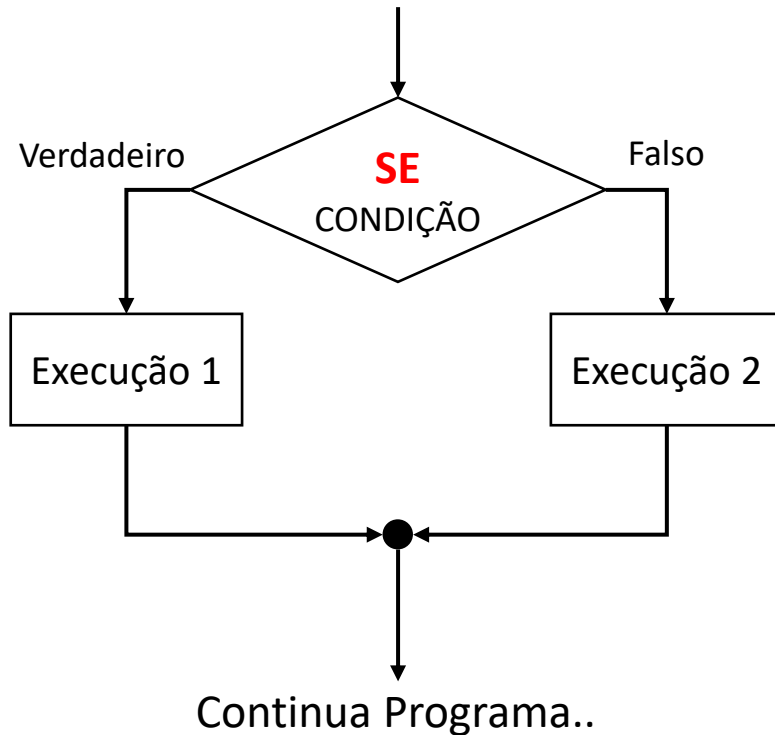 Verdadeiro
SE
CONDIÇÃO
Falso
Execução 1
Execução 2
Continua Programa..